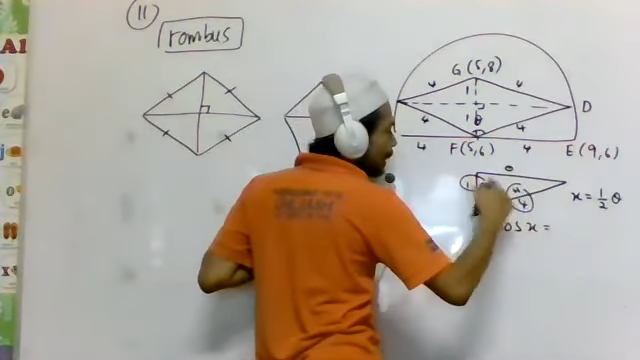 11
rombus
G (5,8)
4 4
1
D
1 θ
4 4
4 F (5,6) 4 E (9,6)
θ
1 x 4
x = 1/2 θ
os x =
A1